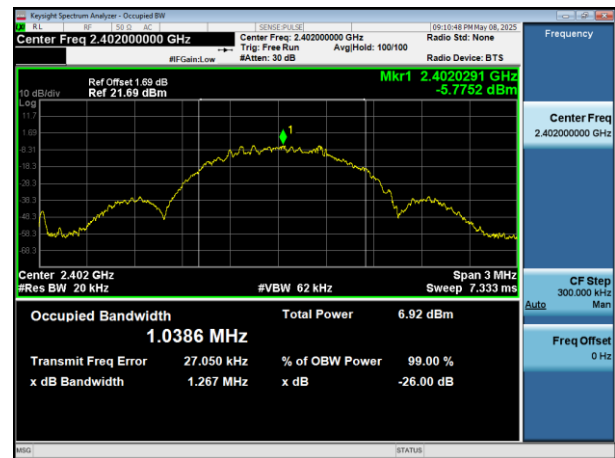 Keysight Spectrum Analyzer - Occupied BW
RL RF 50 Ω AC SENSE:PULSE 09:10:48 PM May 08, 2025
Center Freq 2.402000000 GHz
Center Freq: 2.402000000 GHz
Radio Std: None
Trig: Free Run Avg|Hold: 100/100
#IFGain:Low #Atten: 30 dB Radio Device: BTS
Ref Offset 1.69 dB
10 dB/div Ref 21.69 dBm
Mkr1 2.4020291 GHz
-5.7752 dBm
Log
11.7
1.69
-8.31
-18.3
-28.3
-38.3
-48.3
-58.3
-68.3
1
Center 2.402 GHz Span 3 MHz
#Res BW 20 kHz #VBW 62 kHz Sweep 7.333 ms
Occupied Bandwidth Total Power 6.92 dBm
1.0386 MHz
Transmit Freq Error 27.050 kHz % of OBW Power 99.00 %
x dB Bandwidth 1.267 MHz x dB -26.00 dB
MSG STATUS
Frequency
Center Freq
2.402000000 GHz
CF Step
300.000 kHz
Auto Man
Freq Offset
0 Hz